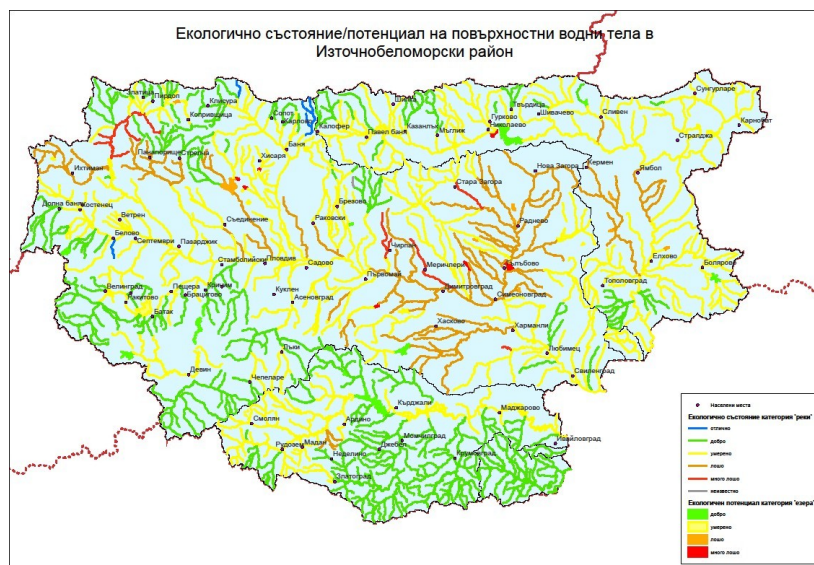 Екологично състояние/потенциал на повърхностни водни тела в
Източнобеломорски район
Златица
Пирдоп
Клисура
Копривщица
Сопот
Карлово
Калофер
Шипка
Павел баня
Казанлък
Мъглиж
Гурково
Николаево
Твърдица
Шивачево
Сливен
Сунгурларе
Карнобат
Стралджа
Ихтиман
Панагюрище
Стрелча
Баня
Хисаря
Стара Загора
Нова Загора
Кермен
Ямбол
Долна баня
Костенец
Ветрен
Белово
Септември
Пазарджик
Съединение
Брезово
Раковски
Чирпан
Раднево
Стамболийски
Пловдив
Садово
Първомай
Меричлери
Гълъбово
Елхово
Болярово
Велинград
Ракитово
Пещера
Брацигово
Кричим
Батак
Куклен
Асеновград
Димитровград
Симеоновград
Тополовград
Хасково
Харманли
Лъки
Любимец
Свиленград
Девин
Чепеларе
Смолян
Ардино
Кърджали
Маджарово
Рудозем
Мадан
Неделино
Джебел
Момчилград
Крумовград
Ивайловград
Златоград
Населени места
Екологично състояние категория 'реки'
отлично
добро
умерено
лошо
много лошо
неизвестно
Екологичен потенциал категория 'езера'
добро
умерено
лошо
много лошо